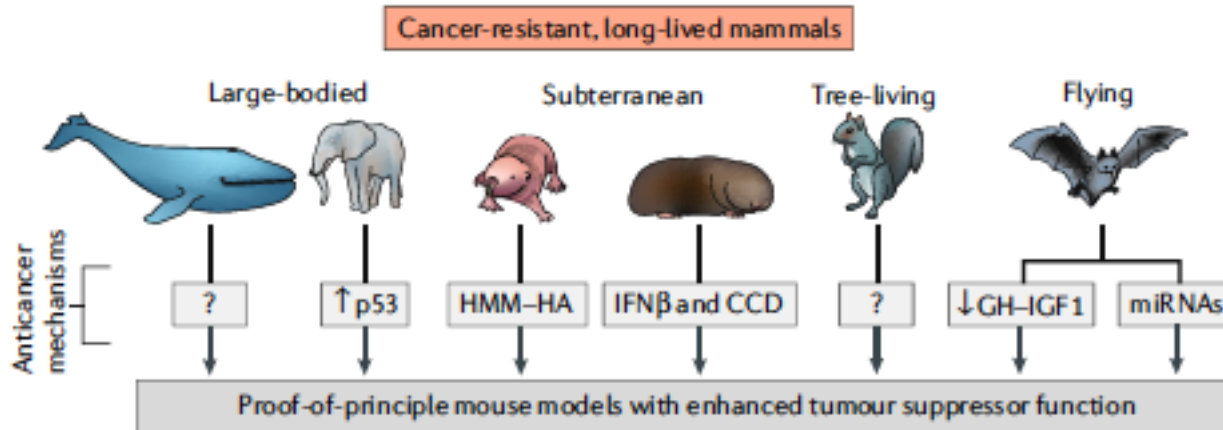 Cancer-resistant, long-lived mammals
Large-bodied
Subterranean
Tree-living
Flying
Anticancer
mechanisms
?
↑p53
HMM–HA
IFNβ and CCD
?
↓GH–IGF1
miRNAs
Proof-of-principle mouse models with enhanced tumour suppressor function